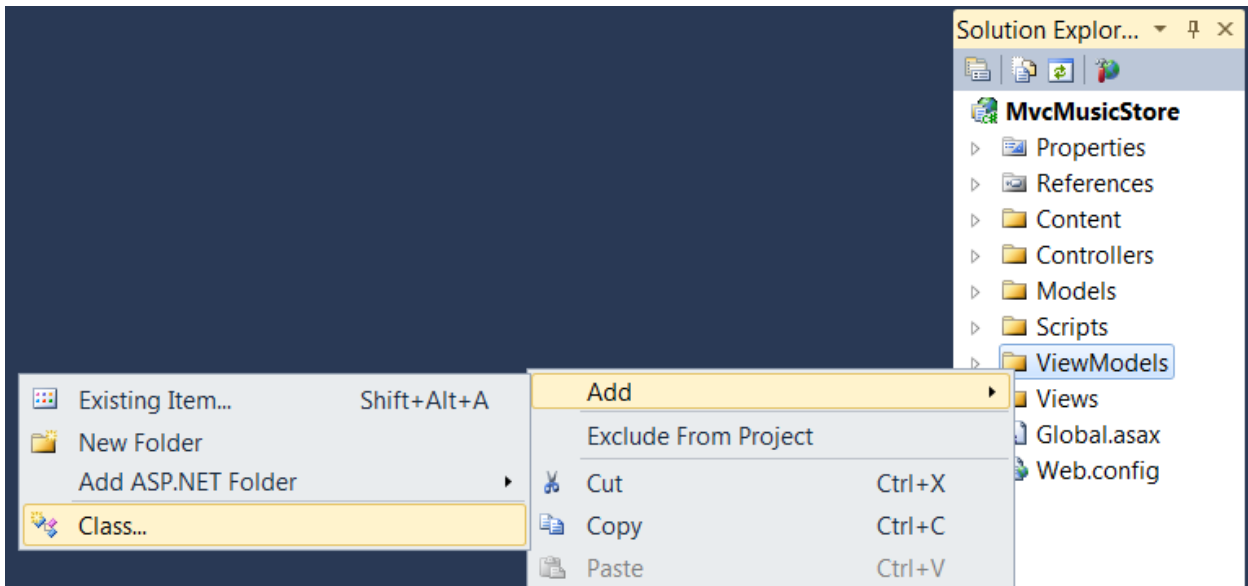 Solution Explor...
MvcMusicStore
Properties
References
Content
Controllers
Models
Scripts
ViewModels
Views
Global.asax
Web.config
Add
Exclude From Project
Cut Ctrl+X
Copy Ctrl+C
Paste Ctrl+V
Existing Item... Shift+Alt+A
New Folder
Add ASP.NET Folder
Class...